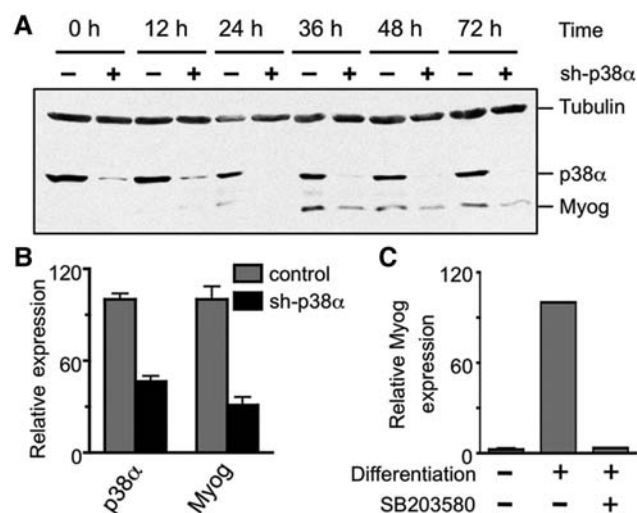 A
0 h 12 h 24 h 36 h 48 h 72 h Time
– + – + – + – + – + – + sh-p38α
Tubulin
p38α
Myog
B
Relative expression
120
60
0
control
sh-p38α
p38α
Myog
C
Relative Myog
expression
120
60
0
Differentiation – + +
SB203580 – – +